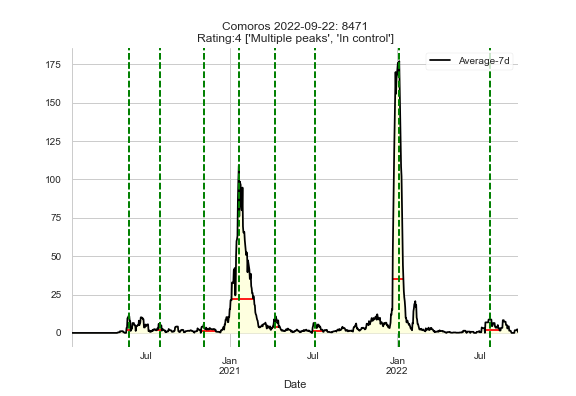 Comoros 2022-09-22: 8471
Rating:4 ['Multiple peaks', 'In control']
Average-7d
175
150
125
100
75
50
25
0
Jul
Jan
2021
Jul
Jan
2022
Jul
Date